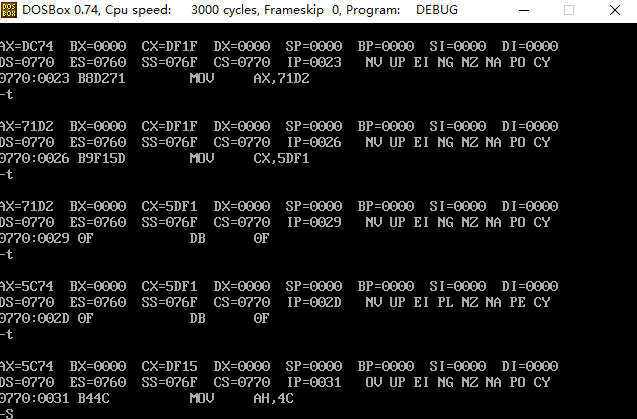 DOSBox 0.74, Cpu speed: 3000 cycles, Frameskip 0, Program: DEBUG
AX=DC74 BX=0000 CX=DF1F DX=0000 SP=0000 BP=0000 SI=0000 DI=0000
DS=0770 ES=0760 SS=076F CS=0770 IP=0023 NV UP EI NG NZ NA PO CY
0770:0023 B8D271 MOV AX,71D2
-t
AX=71D2 BX=0000 CX=DF1F DX=0000 SP=0000 BP=0000 SI=0000 DI=0000
DS=0770 ES=0760 SS=076F CS=0770 IP=0026 NV UP EI NG NZ NA PO CY
0770:0026 B9F15D MOV CX,5DF1
-t
AX=71D2 BX=0000 CX=5DF1 DX=0000 SP=0000 BP=0000 SI=0000 DI=0000
DS=0770 ES=0760 SS=076F CS=0770 IP=0029 NV UP EI NG NZ NA PO CY
0770:0029 0F DB 0F
-t
AX=5C74 BX=0000 CX=5DF1 DX=0000 SP=0000 BP=0000 SI=0000 DI=0000
DS=0770 ES=0760 SS=076F CS=0770 IP=002D NV UP EI PL NZ NA PE CY
0770:002D 0F DB 0F
-t
AX=5C74 BX=0000 CX=DF15 DX=0000 SP=0000 BP=0000 SI=0000 DI=0000
DS=0770 ES=0760 SS=076F CS=0770 IP=0031 OV UP EI NG NZ NA PO CY
0770:0031 B44C MOV AH,4C
-S